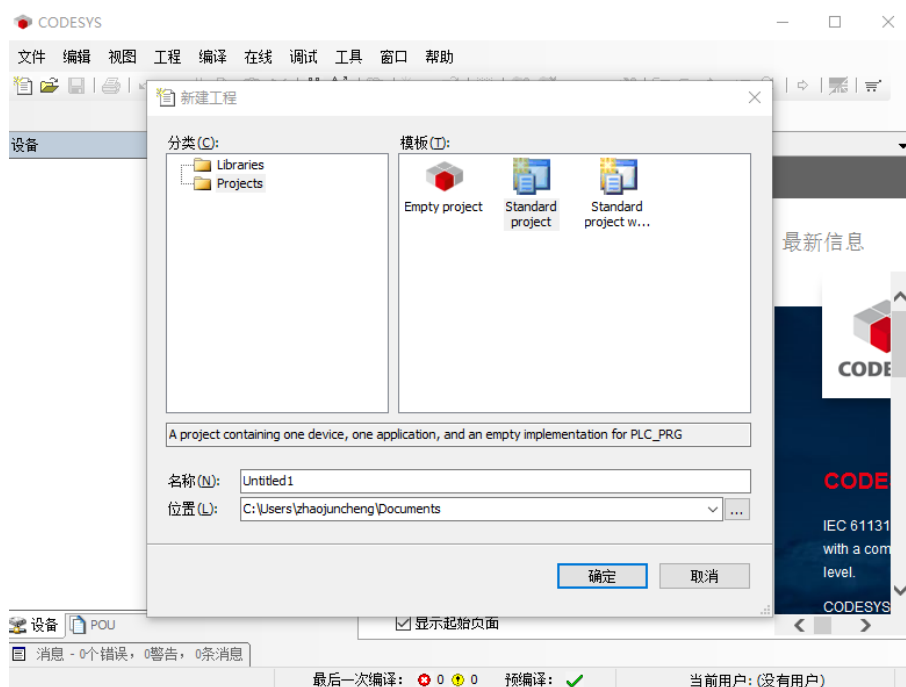 CODESYS
文件 编辑 视图 工程 编译 在线 调试 工具 窗口 帮助
新建工程
设备
分类(C):
模板(T):
Libraries
Projects
Empty project
Standard project
Standard project w...
最新信息
CODE
A project containing one device, one application, and an empty implementation for PLC_PRG
名称(N): Untitled1
位置(L): C:\Users\zhaojuncheng\Documents
...
CODE
IEC 61131
with a com
level.
CODESYS
确定 取消
设备 POU
显示起始页面
消息 - 0个错误, 0警告, 0条消息
最后一次编译: 0 0 预编译: 当前用户: (没有用户)